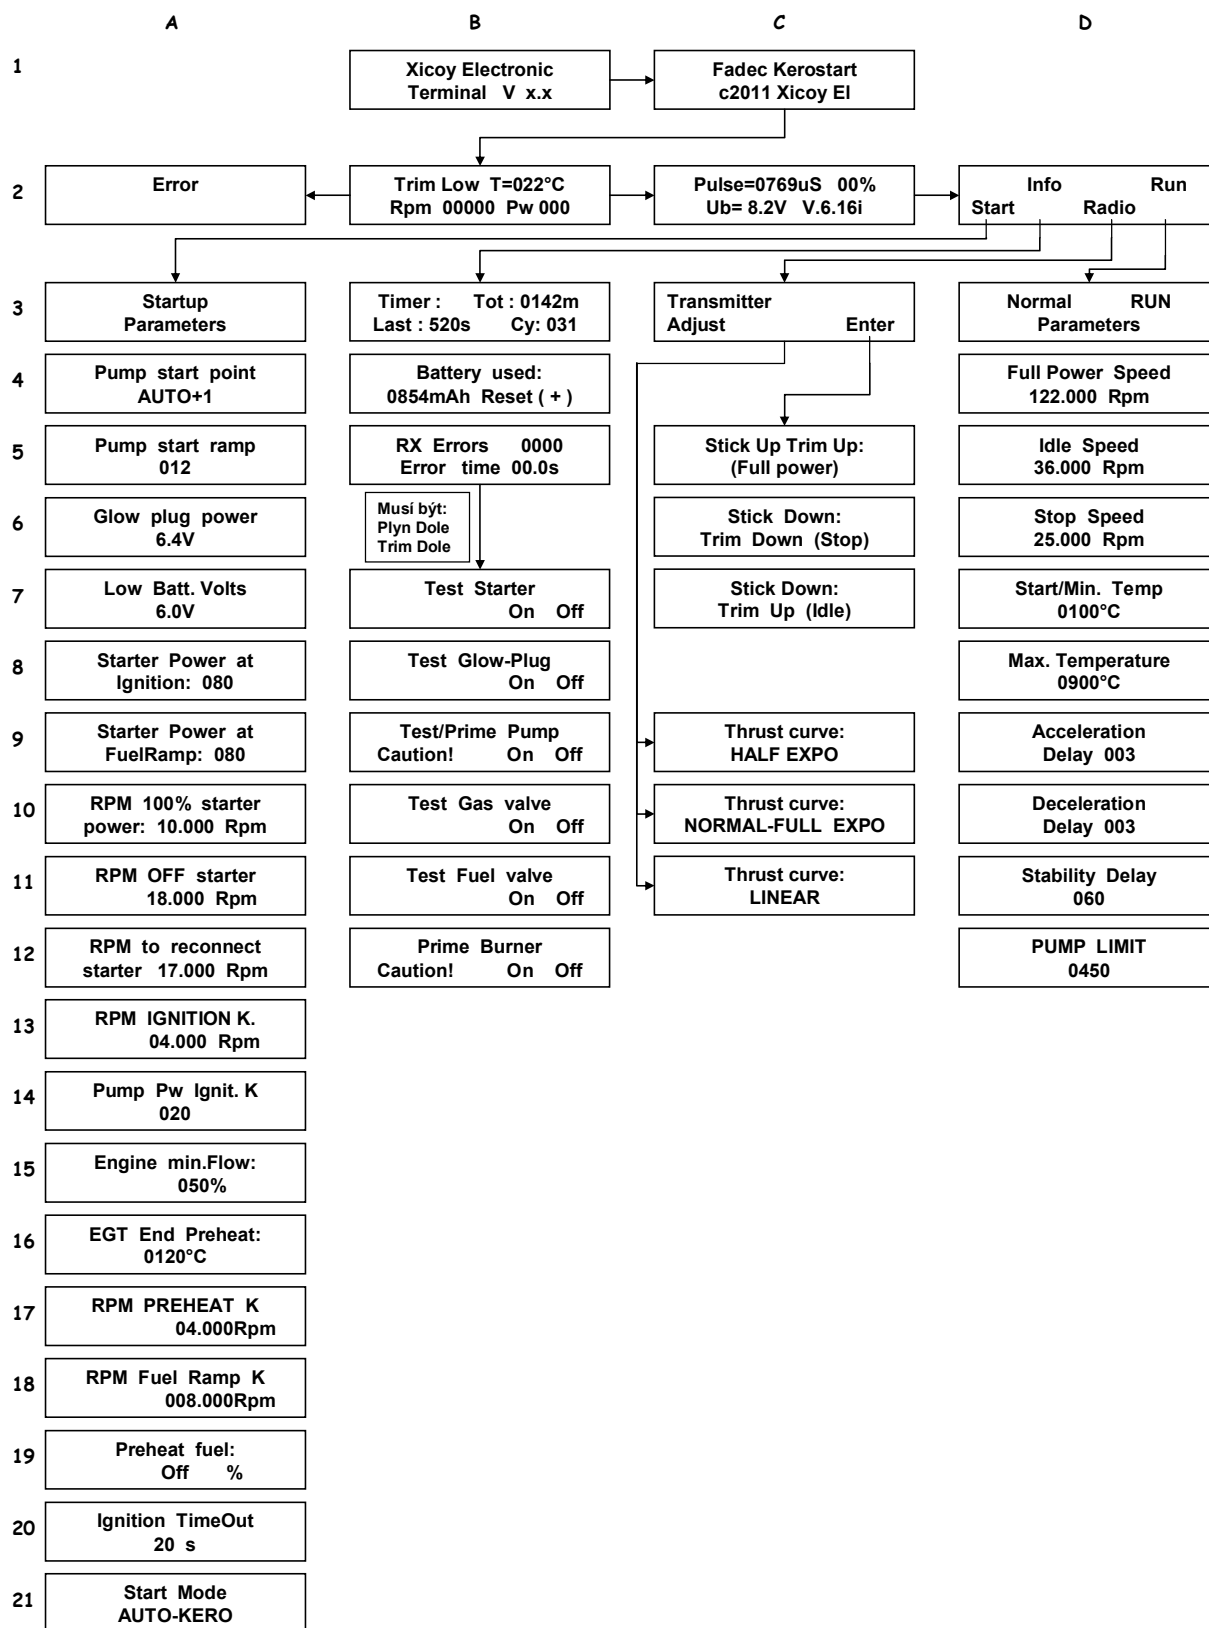 A B C D
1
Xicoy Electronic
Terminal V x.x
Fadec Kerostart
c2011 Xicoy El
2
Error
Trim Low T=022°C
Rpm 00000 Pw 000
Pulse=0769uS 00%
Ub= 8.2V V.6.16i
Info Run
Start Radio
3
Startup
Parameters
Timer : Tot : 0142m
Last : 520s Cy: 031
Transmitter
Adjust Enter
Normal RUN
Parameters
4
Pump start point
AUTO+1
Battery used:
0854mAh Reset ( + )
Full Power Speed
122.000 Rpm
5
Pump start ramp
012
RX Errors 0000
Error time 00.0s
Stick Up Trim Up:
(Full power)
Idle Speed
36.000 Rpm
6
Glow plug power
6.4V
Musí být:
Plyn Dole
Trim Dole
Stick Down:
Trim Down (Stop)
Stop Speed
25.000 Rpm
7
Low Batt. Volts
6.0V
Test Starter
On Off
Stick Down:
Trim Up (Idle)
Start/Min. Temp
0100°C
8
Starter Power at
Ignition: 080
Test Glow-Plug
On Off
Max. Temperature
0900°C
9
Starter Power at
FuelRamp: 080
Test/Prime Pump
Caution! On Off
Thrust curve:
HALF EXPO
Acceleration
Delay 003
10
RPM 100% starter
power: 10.000 Rpm
Test Gas valve
On Off
Thrust curve:
NORMAL-FULL EXPO
Deceleration
Delay 003
11
RPM OFF starter
18.000 Rpm
Test Fuel valve
On Off
Thrust curve:
LINEAR
Stability Delay
060
12
RPM to reconnect
starter 17.000 Rpm
Prime Burner
Caution! On Off
PUMP LIMIT
0450
13
RPM IGNITION K.
04.000 Rpm
14
Pump Pw Ignit. K
020
15
Engine min.Flow:
050%
16
EGT End Preheat:
0120°C
17
RPM PREHEAT K
04.000Rpm
18
RPM Fuel Ramp K
008.000Rpm
19
Preheat fuel:
Off %
20
Ignition TimeOut
20 s
21
Start Mode
AUTO-KERO